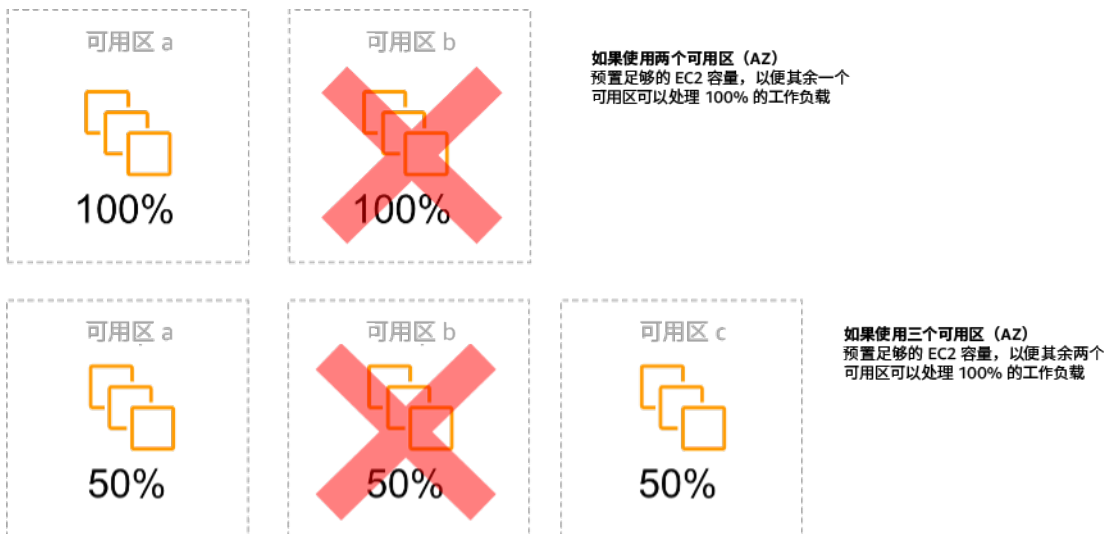 可用区 a
可用区 b
如果使用两个可用区（AZ）
预置足够的 EC2 容量，以便其余一个
可用区可以处理 100% 的工作负载
100%
100%
可用区 a
可用区 b
可用区 c
如果使用三个可用区（AZ）
预置足够的 EC2 容量，以便其余两个
可用区可以处理 100% 的工作负载
50%
50%
50%